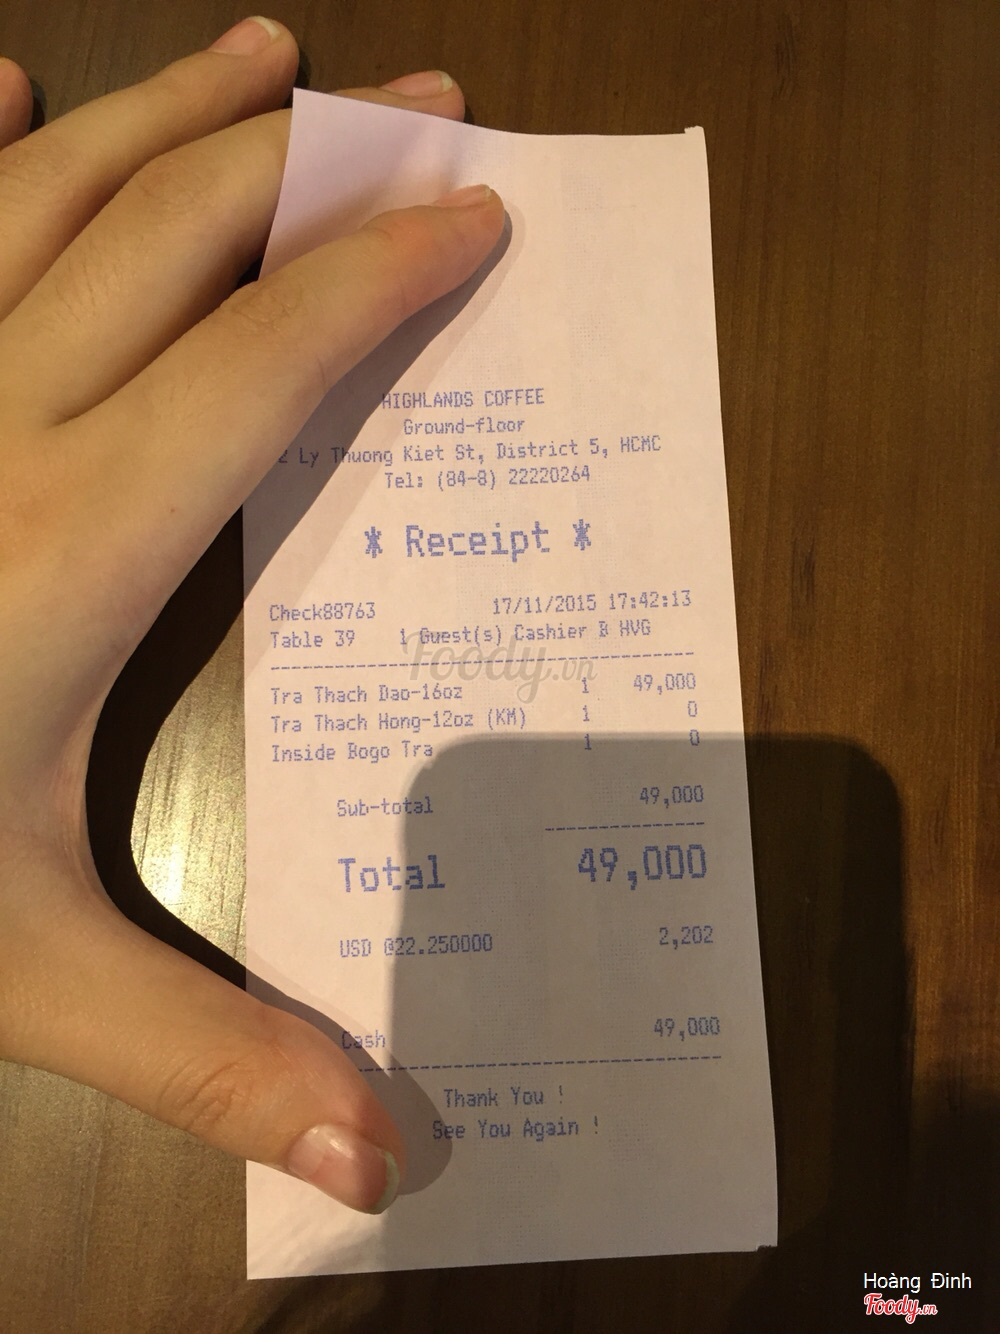 HIGHLANDS COFFEE
Ground-floor
2 Ly Thuong Kiet St, District 5, HCMC
Tel: (84-8) 22220264
* Receipt *
Check88763 17/11/2015 17:42:13
Table 39 1 Guest(s) Cashier B HVG
Tra Thach Dao-16oz 1 49,000
Tra Thach Hong-12oz (KM) 1 0
Inside Bogo Tra 1 0
Sub-total 49,000
Total 49,000
USD @22.250000 2,202
Cash 49,000
Thank You !
See You Again !
Foody.vn
Hoàng Đinh
Foody.vn